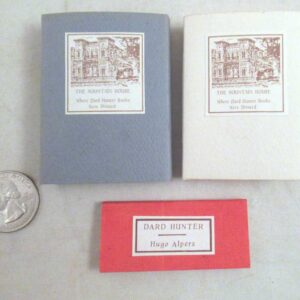 THE MOUNTAIN HOUSE
Where Dard Hunter Books
Were Printed
THE MOUNTAIN HOUSE
Where Dard Hunter Books
Were Printed
DARD HUNTER
Hugo Alpers